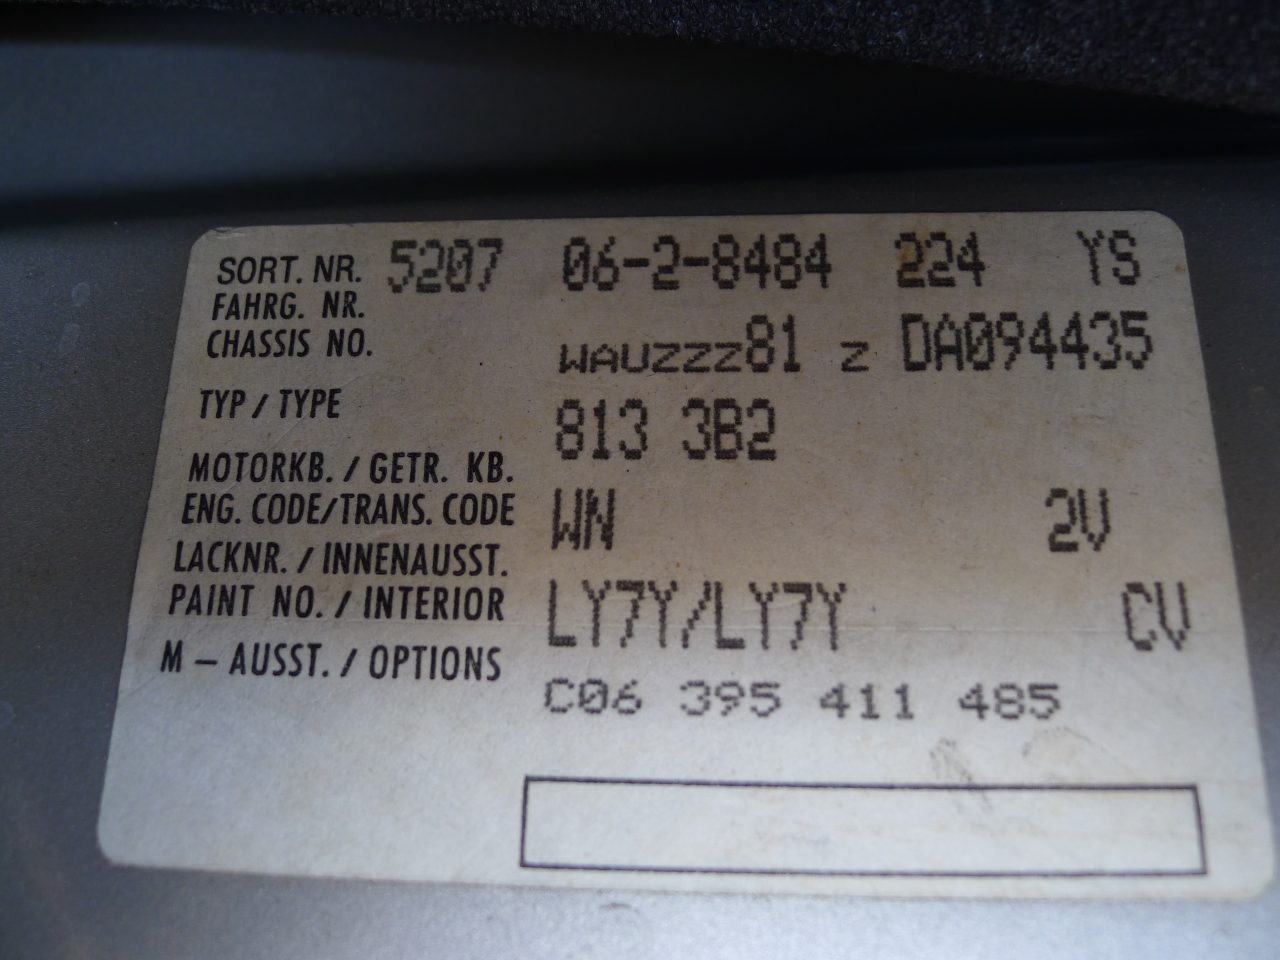 SORT. NR. 5207 06-2-8484 224 YS
FAHRG. NR.
CHASSIS NO. WAUZZZ81 Z DA094435
TYP / TYPE 813 3B2
MOTORKB. / GETR. KB.
ENG. CODE/TRANS. CODE WN 2V
LACKNR. / INNENAUSST.
PAINT NO. / INTERIOR LY7Y/LY7Y CV
M – AUSST. / OPTIONS C06 395 411 485